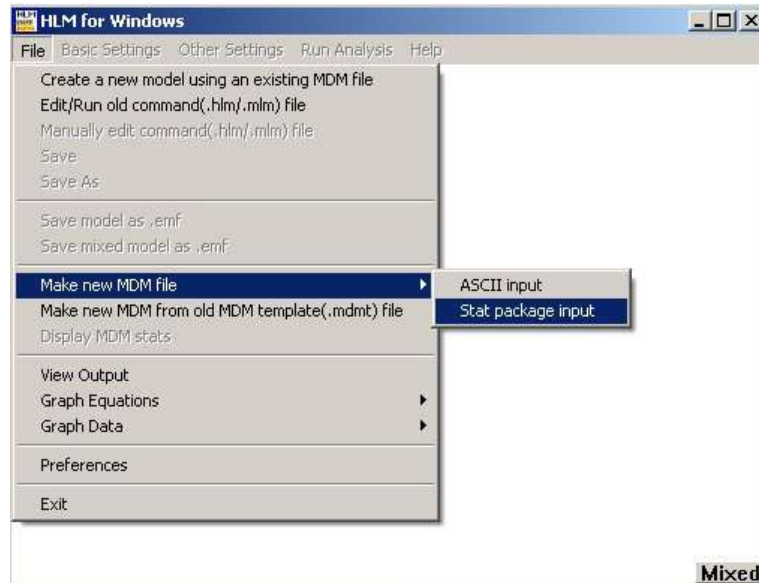 HLM for Windows
File Basic Settings Other Settings Run Analysis Help
Create a new model using an existing MDM file
Edit/Run old command(.hlm/.mlm) file
Manually edit command(.hlm/.mlm) file
Save
Save As
Save model as .emf
Save mixed model as .emf
Make new MDM file
ASCII input
Make new MDM from old MDM template(.mdmt) file
Stat package input
Display MDM stats
View Output
Graph Equations
Graph Data
Preferences
Exit
Mixed